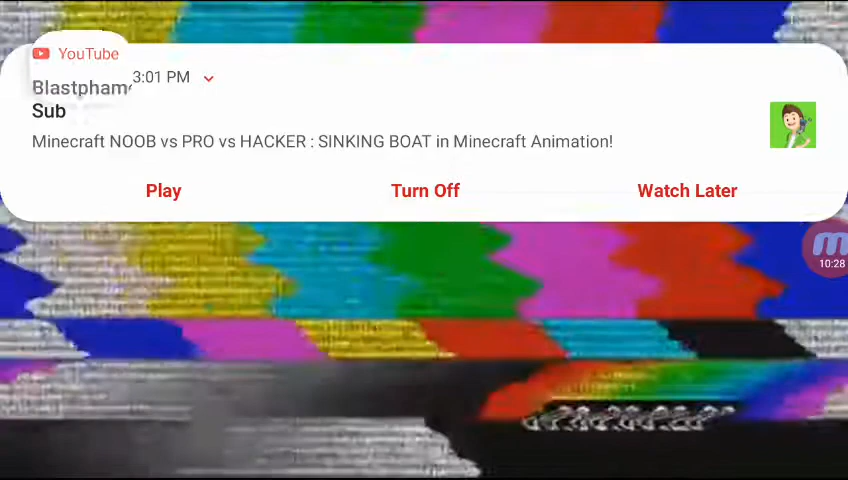 YouTube
3:01 PM
Sub
Minecraft NOOB vs PRO vs HACKER : SINKING BOAT in Minecraft Animation!
Play Turn Off Watch Later
10:28